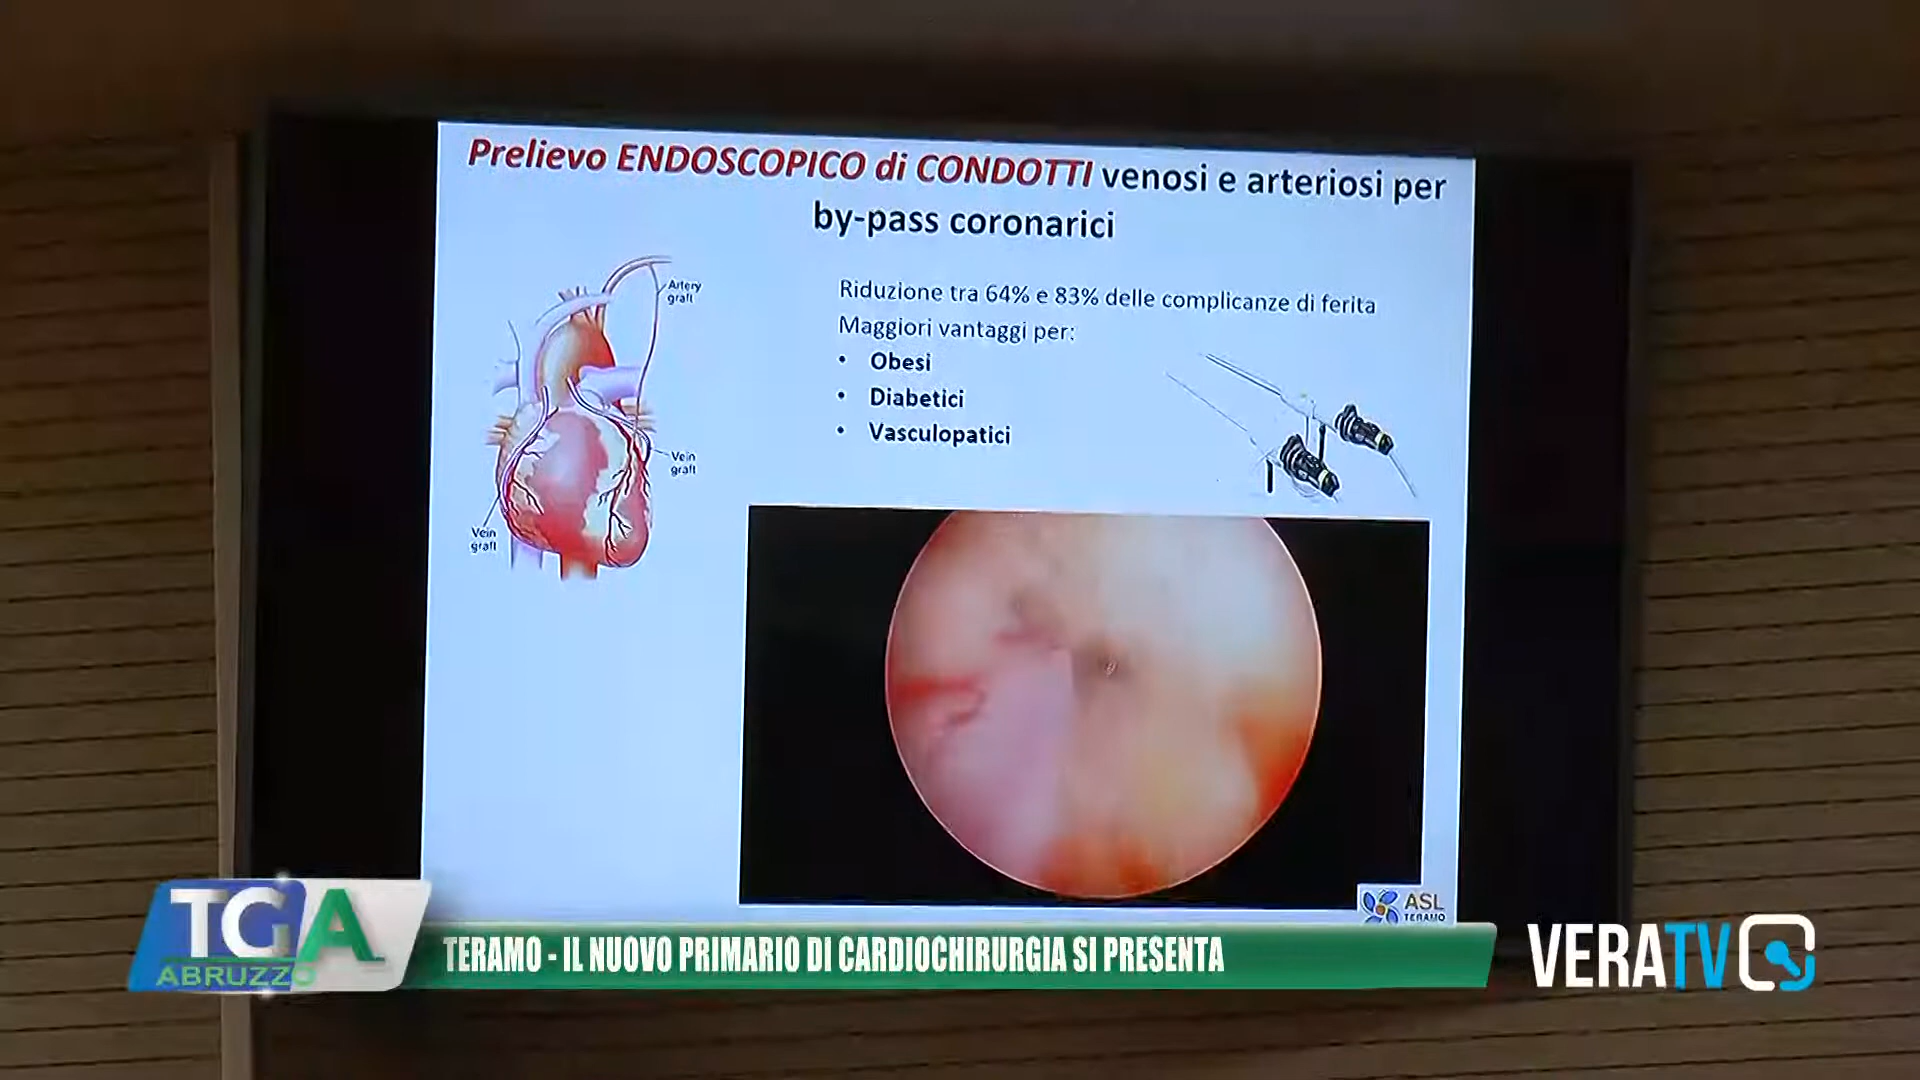 Prelievo ENDOSCOPICO di CONDOTTI venosi e arteriosi per
by-pass coronarici
Artery
graft
Riduzione tra 64% e 83% delle complicanze di ferita
Maggiori vantaggi per:
• Obesi
• Diabetici
• Vasculopatici
Vein
graft
Vein
graft
ASL
TERAMO
TGA
ABRUZZO
TERAMO - IL NUOVO PRIMARIO DI CARDIOCHIRURGIA SI PRESENTA
VERATV